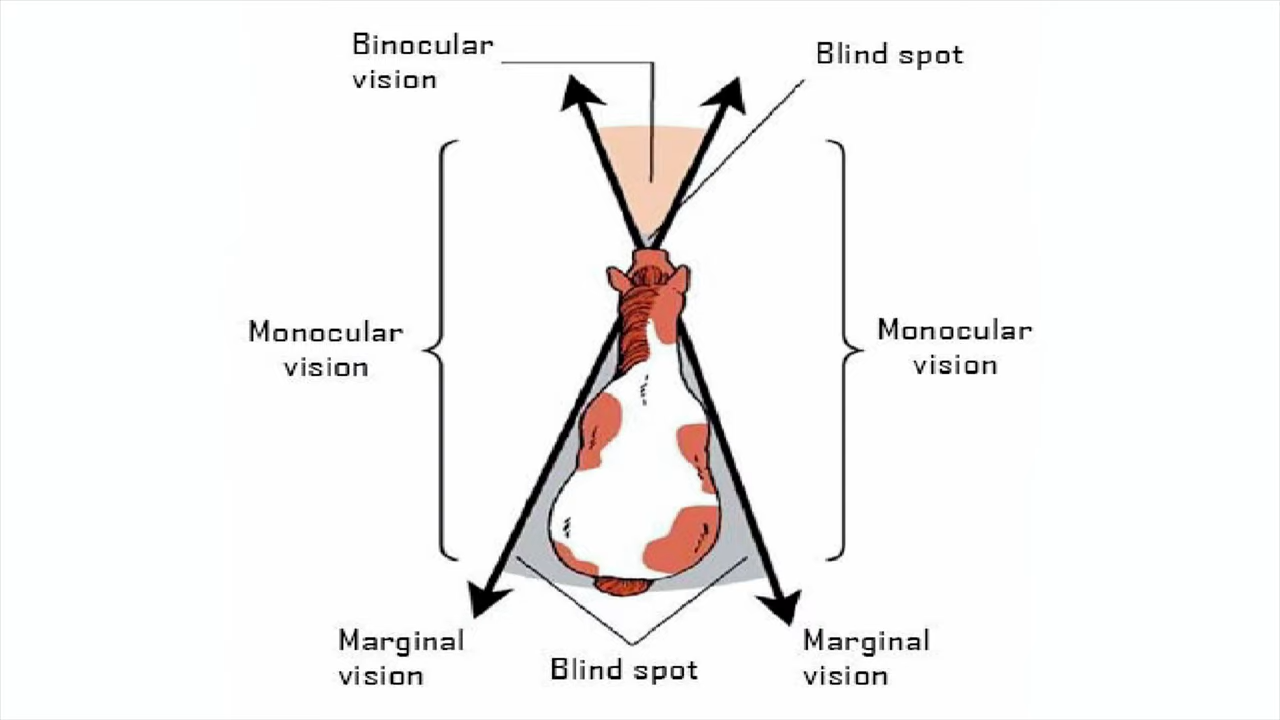 Binocular
vision
Blind spot
Monocular
vision
Monocular
vision
Marginal
vision
Blind spot
Marginal
vision